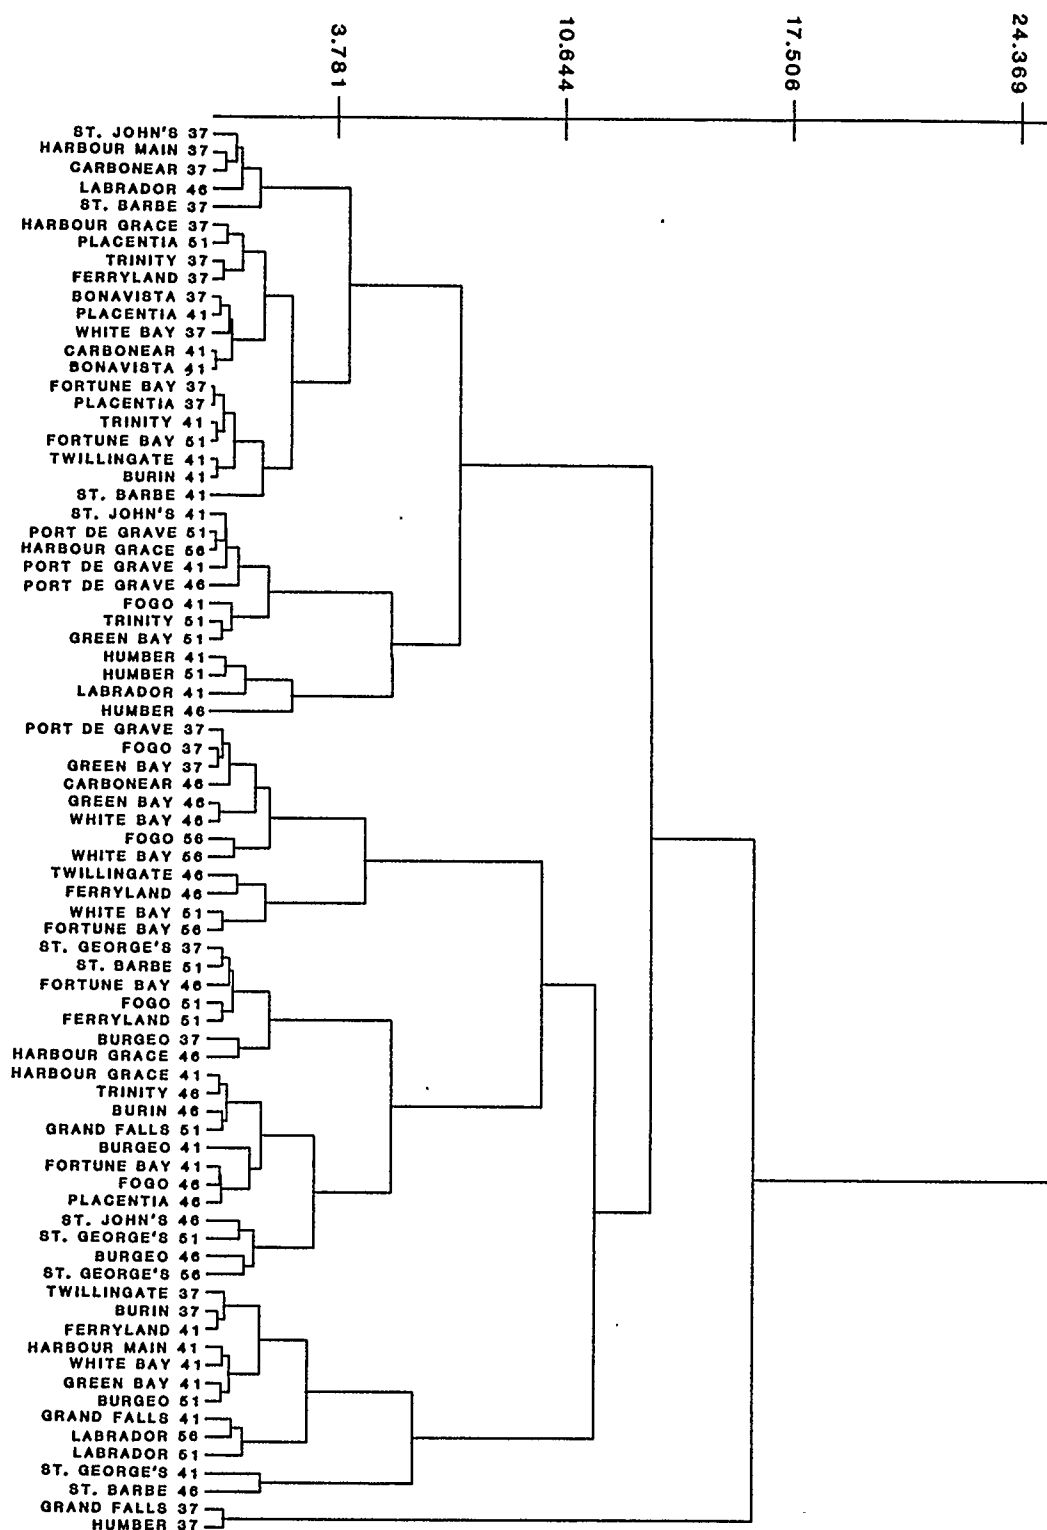 3.781
10.644
17.506
24.369
ST. JOHN'S 37
HARBOUR MAIN 37
CARBONEAR 37
LABRADOR 46
ST. BARBE 37
HARBOUR GRACE 37
PLACENTIA 51
TRINITY 37
FERRYLAND 37
BONAVISTA 37
PLACENTIA 41
WHITE BAY 37
CARBONEAR 41
BONAVISTA 41
FORTUNE BAY 37
PLACENTIA 37
TRINITY 41
FORTUNE BAY 51
TWILLINGATE 41
BURIN 41
ST. BARBE 41
ST. JOHN'S 41
PORT DE GRAVE 51
HARBOUR GRACE 56
PORT DE GRAVE 41
PORT DE GRAVE 46
FOGO 41
TRINITY 51
GREEN BAY 51
HUMBER 41
HUMBER 51
LABRADOR 41
HUMBER 46
PORT DE GRAVE 37
FOGO 37
GREEN BAY 37
CARBONEAR 46
GREEN BAY 46
WHITE BAY 46
FOGO 56
WHITE BAY 56
TWILLINGATE 46
FERRYLAND 46
WHITE BAY 51
FORTUNE BAY 56
ST. GEORGE'S 37
ST. BARBE 51
FORTUNE BAY 46
FOGO 51
FERRYLAND 51
BURGEO 37
HARBOUR GRACE 46
HARBOUR GRACE 41
TRINITY 46
BURIN 46
GRAND FALLS 51
BURGEO 41
FORTUNE BAY 41
FOGO 46
PLACENTIA 46
ST. JOHN'S 46
ST. GEORGE'S 51
BURGEO 46
ST. GEORGE'S 56
TWILLINGATE 37
BURIN 37
FERRYLAND 41
HARBOUR MAIN 41
WHITE BAY 41
GREEN BAY 41
BURGEO 51
GRAND FALLS 41
LABRADOR 56
LABRADOR 51
ST. GEORGE'S 41
ST. BARBE 46
GRAND FALLS 37
HUMBER 37